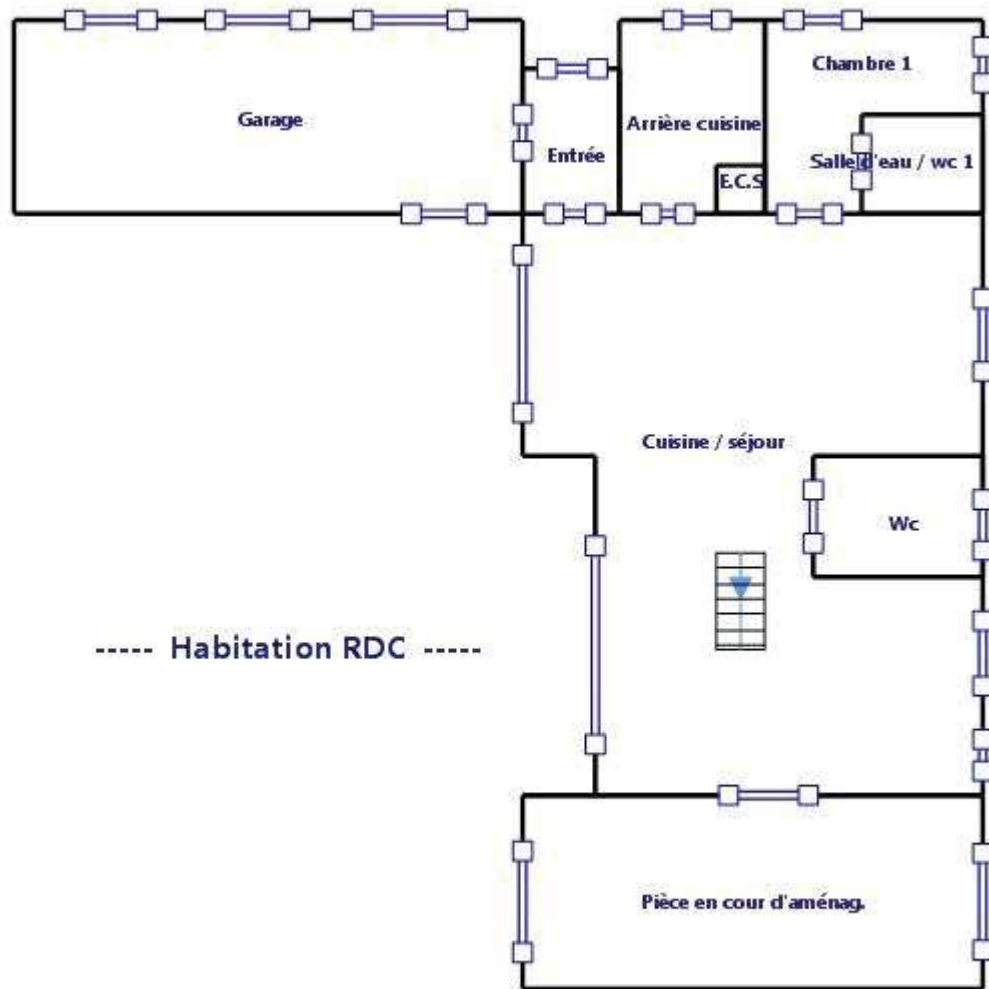 Chambre 1
Garage
Arrière cuisine
Entrée
Salle d'eau / wc 1
E.C.S
Cuisine / séjour
Wc
----- Habitation RDC -----
Pièce en cour d'aménag.